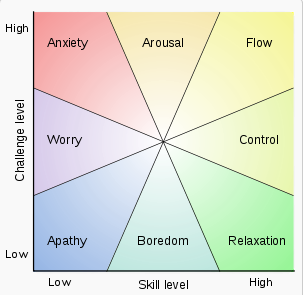 High
Anxiety
Arousal
Flow
Challenge level
Worry
Control
Apathy
Boredom
Relaxation
Low
Low
Skill level
High